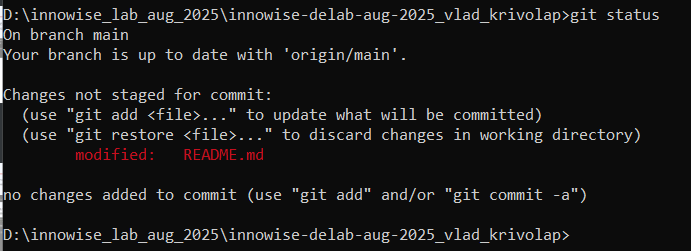 D:\innowise_lab_aug_2025\innowise-delab-aug-2025_vlad_krivolap>git status
On branch main
Your branch is up to date with 'origin/main'.
Changes not staged for commit:
  (use "git add <file>..." to update what will be committed)
  (use "git restore <file>..." to discard changes in working directory)
        modified:   README.md
no changes added to commit (use "git add" and/or "git commit -a")
D:\innowise_lab_aug_2025\innowise-delab-aug-2025_vlad_krivolap>